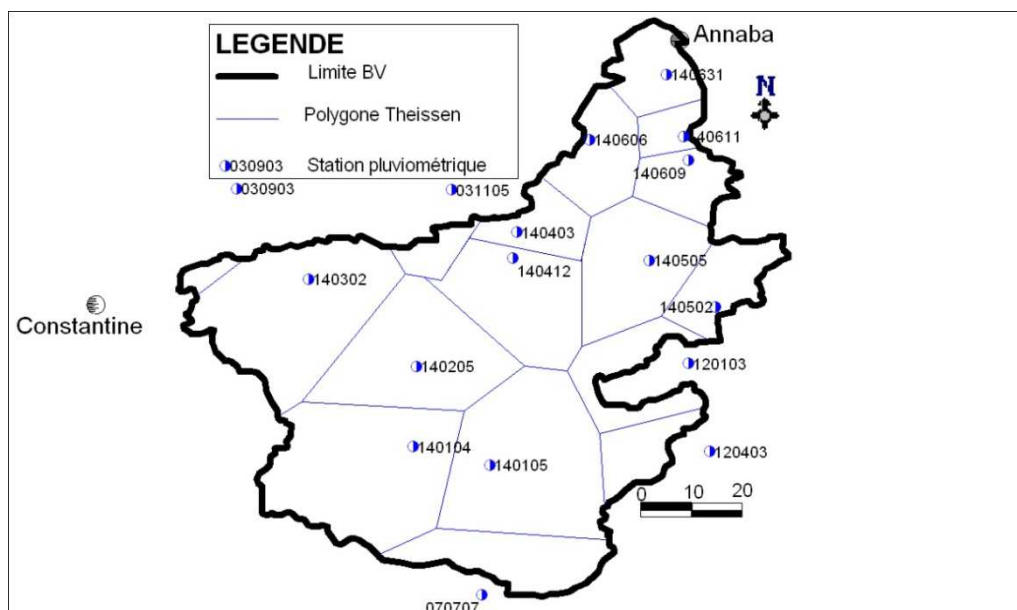 LEGENDE
Limite BV
Polygone Theissen
030903 Station pluviométrique
Annaba
140631
N
140606
140611
140609
030903
031105
140403
140412
140505
140302
140502
Constantine
140205
120103
140104
140105
120403
0 10 20
070707